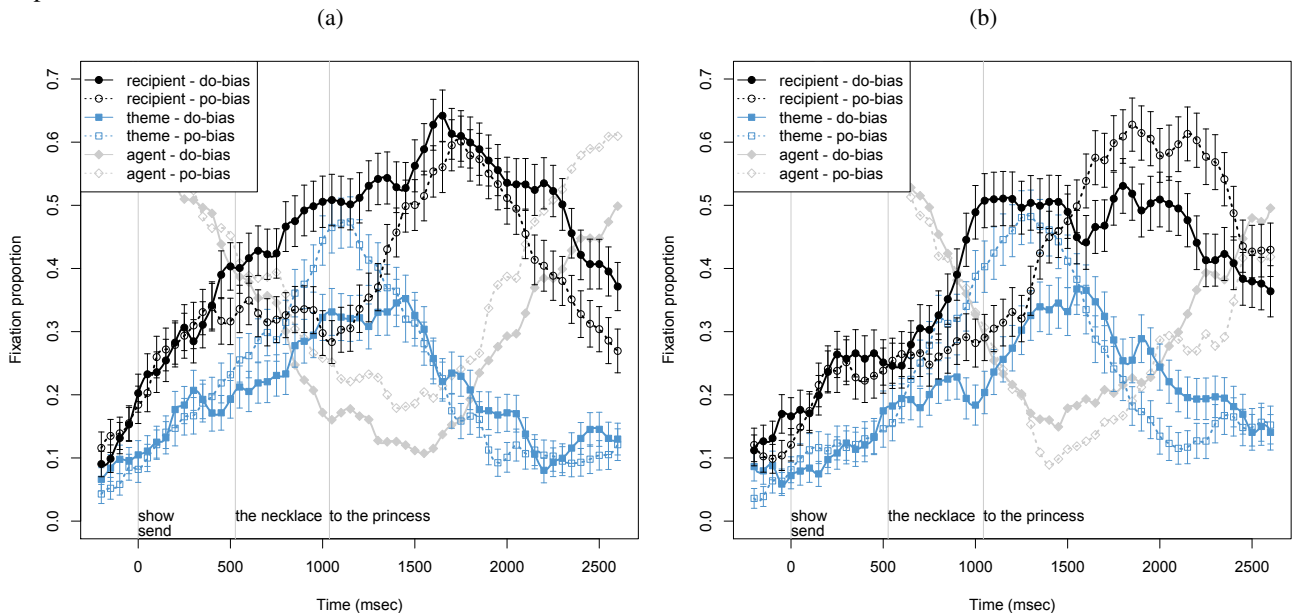 (a)
Fixation proportion
0.7
0.6
0.5
0.4
0.3
0.2
0.1
0.0
recipient - do-bias
recipient - po-bias
theme - do-bias
theme - po-bias
agent - do-bias
agent - po-bias
show the necklace to the princess
send
0 500 1000 1500 2000 2500
Time (msec)
(b)
Fixation proportion
0.7
0.6
0.5
0.4
0.3
0.2
0.1
0.0
recipient - do-bias
recipient - po-bias
theme - do-bias
theme - po-bias
agent - do-bias
agent - po-bias
show the necklace to the princess
send
0 500 1000 1500 2000 2500
Time (msec)